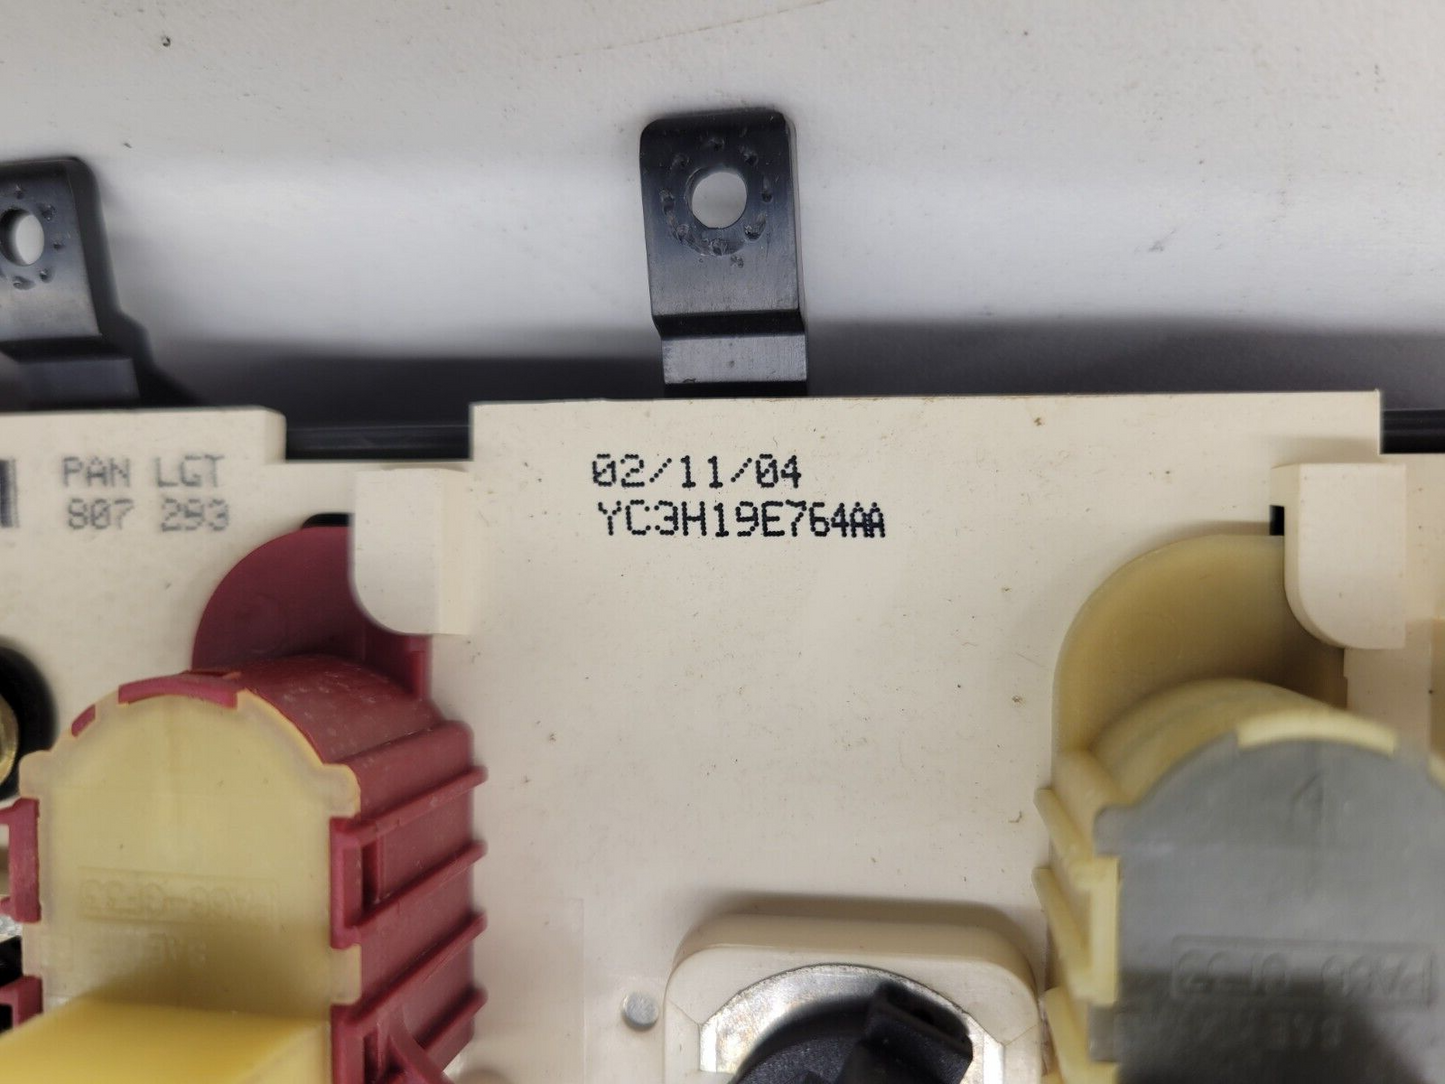 PAN LGT
807 293
02/11/04
YC3H19E764AA